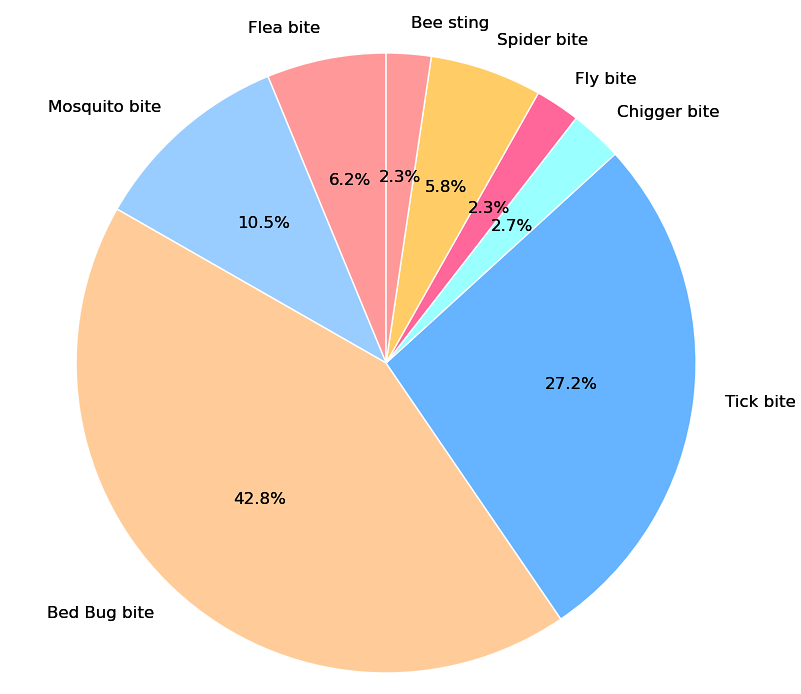 Bee sting
Flea bite
Spider bite
Fly bite
Mosquito bite
Chigger bite
2.3%
6.2%
5.8%
2.3%
10.5%
2.7%
27.2%
Tick bite
42.8%
Bed Bug bite